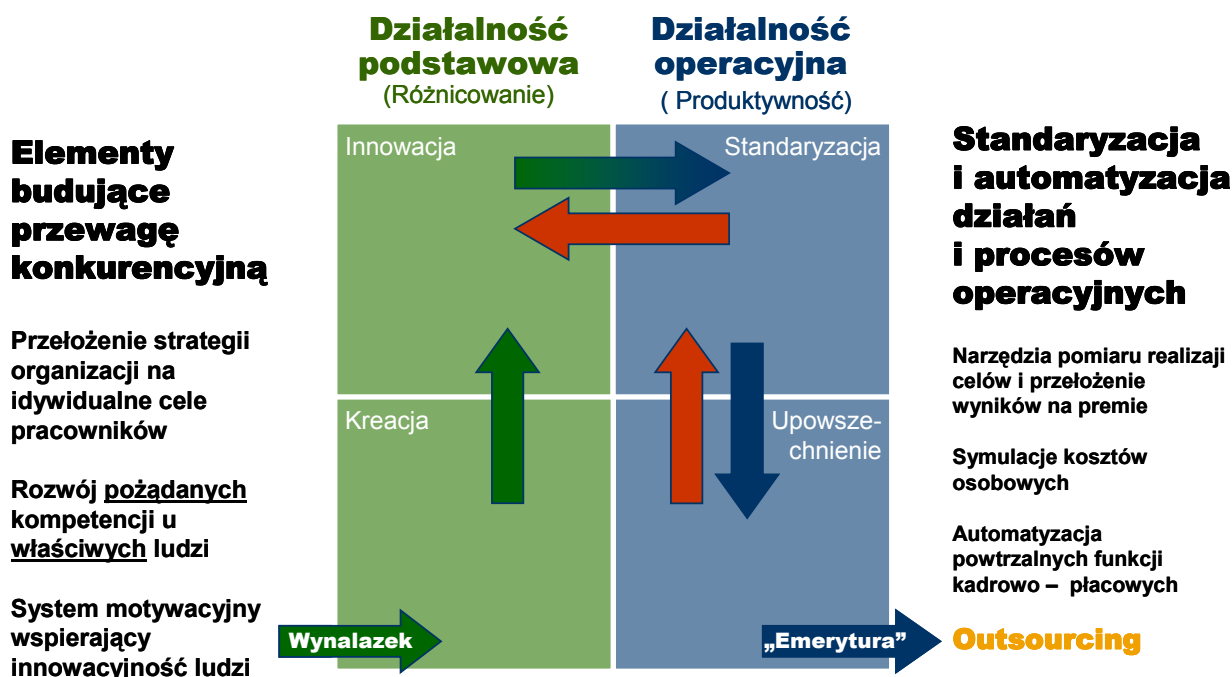 Działalność
podstawowa
(Różnicowanie)
Działalność
operacyjna
( Produktywność)
Elementy
budujące
przewagę
konkurencyjną
Przełożenie strategii
organizacji na
idywidualne cele
pracowników
Rozwój pożądanych
kompetencji u
właściwych ludzi
System motywacyjny
wspierający
innowacyjność ludzi
Innowacja
Standaryzacja
Kreacja
Upowsze-
chnienie
Wynalazek
„Emerytura”
Standaryzacja
i automatyzacja
działań
i procesów
operacyjnych
Narzędzia pomiaru realizaji
celów i przełożenie
wyników na premie
Symulacje kosztów
osobowych
Automatyzacja
powtrzalnych funkcji
kadrowo – płacowych
Outsourcing